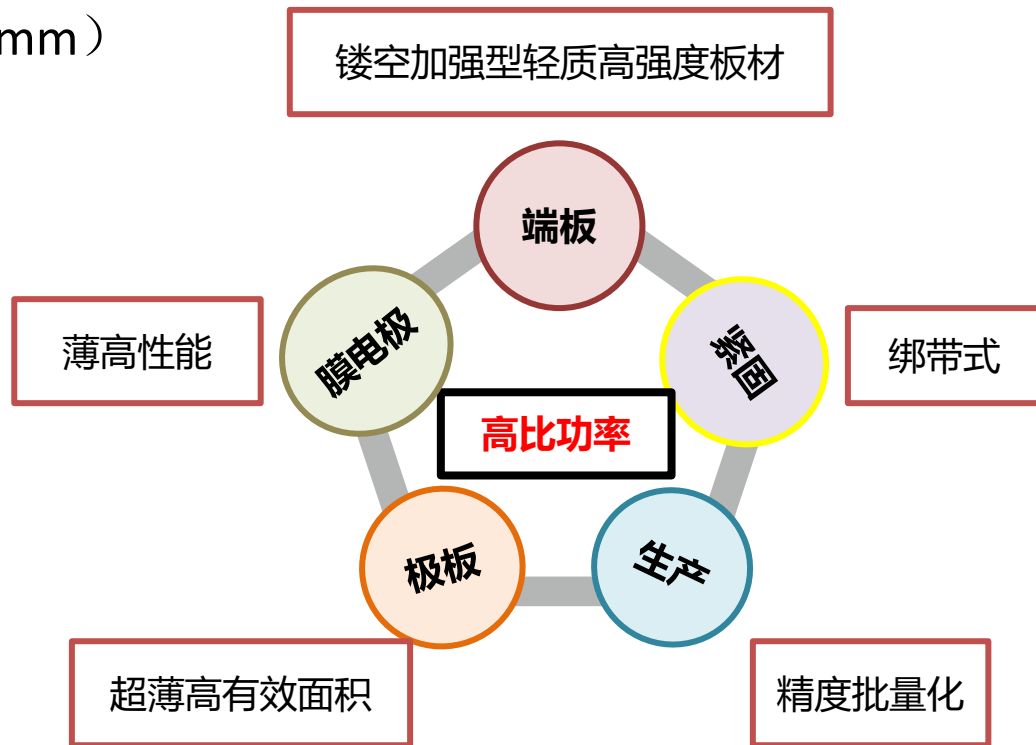 mm）
镂空加强型轻质高强度板材
端板
薄高性能
膜电极
紧固
绑带式
高比功率
极板
生产
超薄高有效面积
精度批量化